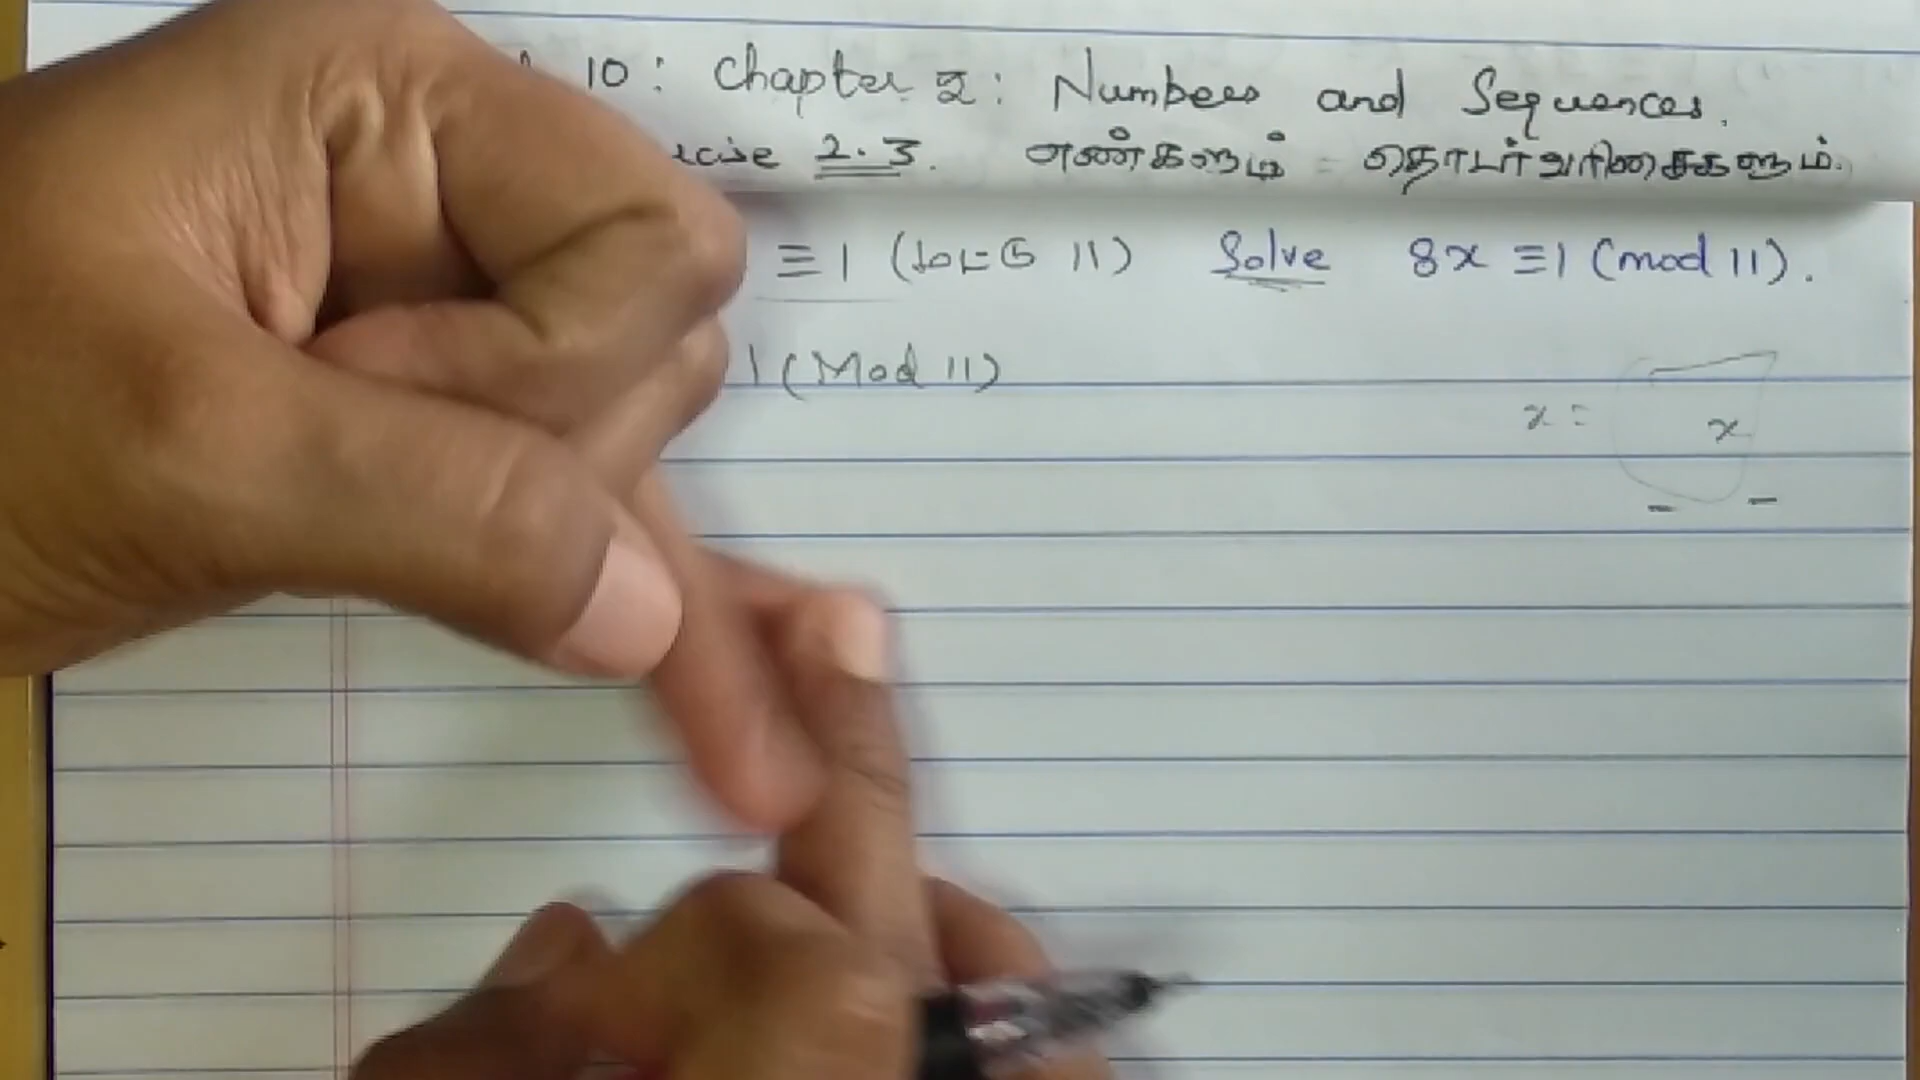 10: Chapter 2: Numbers and Sequences.
2.3. எண்களும் தொடர்வரிசைகளும்.
≡1 (மட்டு 11) Solve 8x ≡1 (mod 11).
1 (Mod 11)
x = x